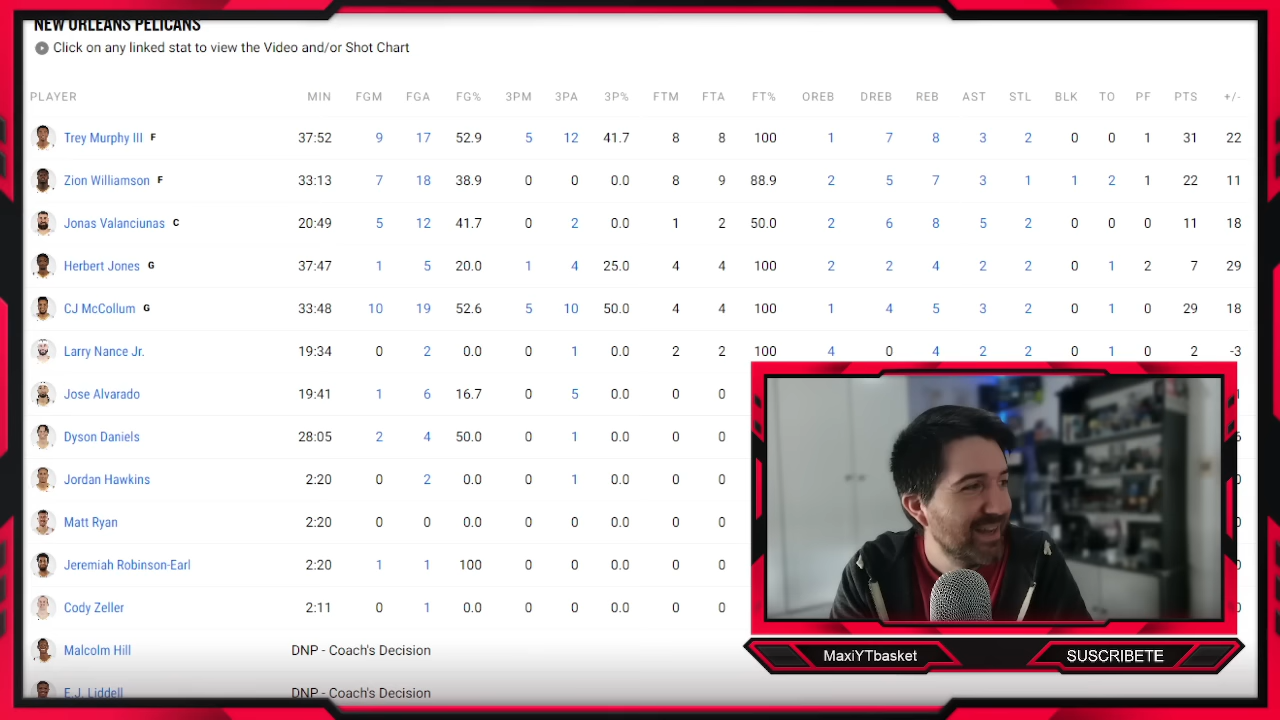 NEW ORLEANS PELICANS
Click on any linked stat to view the Video and/or Shot Chart
PLAYER MIN FGM FGA FG% 3PM 3PA 3P% FTM FTA FT% OREB DREB REB AST STL BLK TO PF PTS +/-
Trey Murphy III F 37:52 9 17 52.9 5 12 41.7 8 8 100 1 7 8 3 2 0 0 1 31 22
Zion Williamson F 33:13 7 18 38.9 0 0 0.0 8 9 88.9 2 5 7 3 1 1 2 1 22 11
Jonas Valanciunas C 20:49 5 12 41.7 0 2 0.0 1 2 50.0 2 6 8 5 2 0 0 0 11 18
Herbert Jones G 37:47 1 5 20.0 1 4 25.0 4 4 100 2 2 4 2 2 0 1 2 7 29
CJ McCollum G 33:48 10 19 52.6 5 10 50.0 4 4 100 1 4 5 3 2 0 1 0 29 18
Larry Nance Jr. 19:34 0 2 0.0 0 1 0.0 2 2 100 4 0 4 2 2 0 1 0 2 -3
Jose Alvarado 19:41 1 6 16.7 0 5 0.0 0 0
Dyson Daniels 28:05 2 4 50.0 0 1 0.0 0 0
Jordan Hawkins 2:20 0 2 0.0 0 1 0.0 0 0
Matt Ryan 2:20 0 0 0.0 0 0 0.0 0 0
Jeremiah Robinson-Earl 2:20 1 1 100 0 0 0.0 0 0
Cody Zeller 2:11 0 1 0.0 0 0 0.0 0 0
Malcolm Hill DNP - Coach's Decision
E.J. Liddell DNP - Coach's Decision
MaxiYTbasket SUSCRIBETE